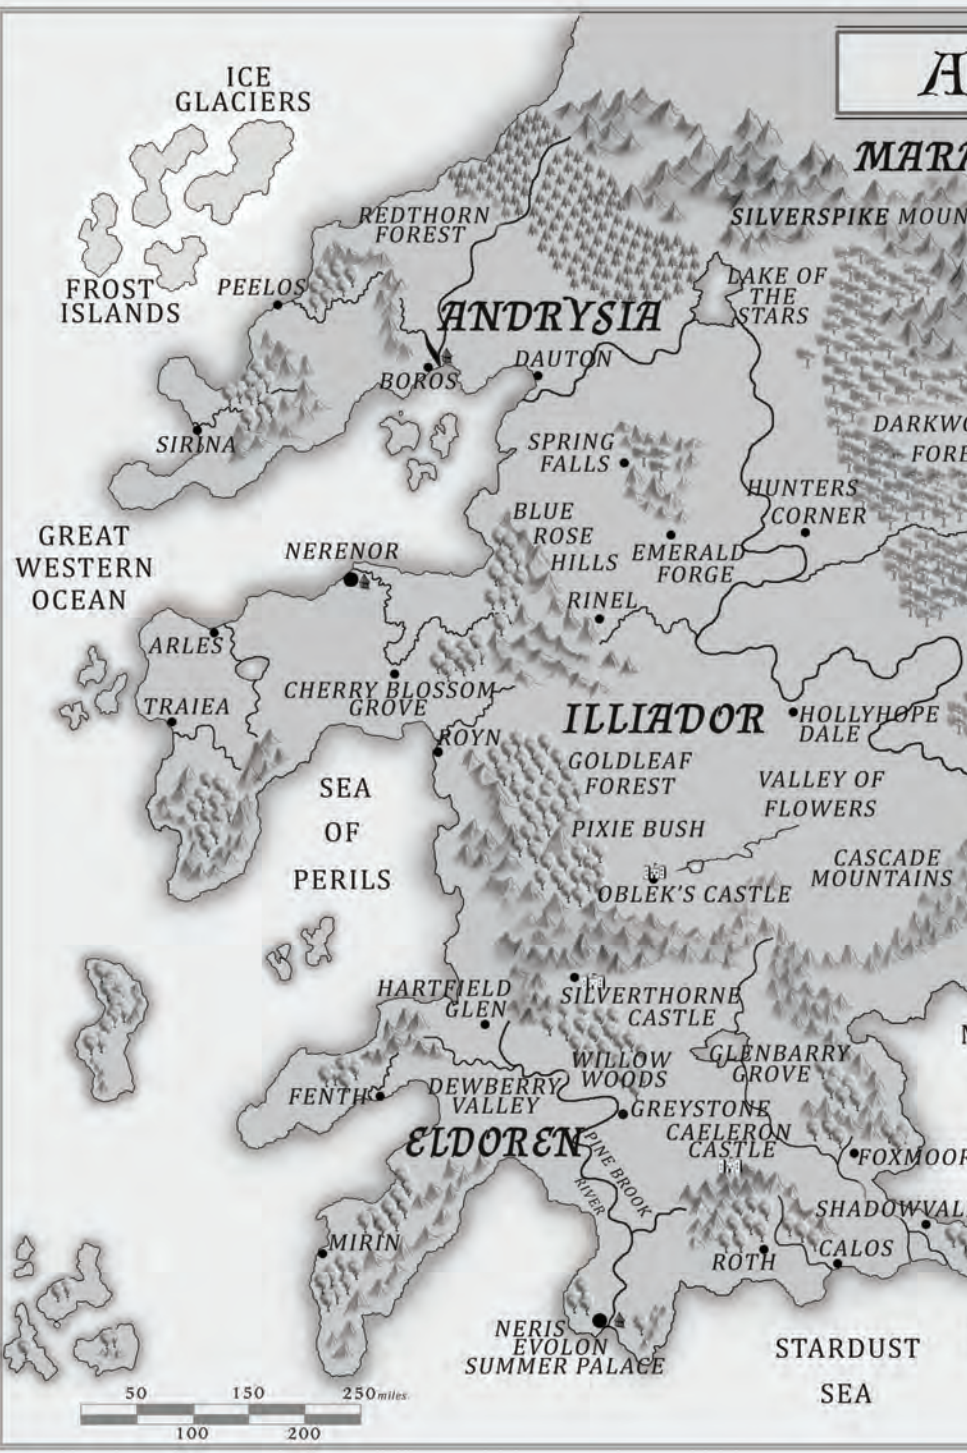 ICE
GLACIERS
A
MAR
SILVERSPIKE MOUN
REDTHORN
FOREST
FROST
ISLANDS
PEELOS
LAKE OF
THE
STARS
ANDRYSIA
DAUTON
BOROS
SIRINA
SPRING
FALLS
DARKWO
FORE
HUNTERS
CORNER
BLUE
ROSE
HILLS
EMERALD
FORGE
GREAT
WESTERN
OCEAN
NERENOR
RINEL
ARLES
CHERRY BLOSSOM
GROVE
TRAIEA
ROYN
ILLIADOR
HOLLYHOPE
DALE
GOLDLEAF
FOREST
VALLEY OF
FLOWERS
SEA
OF
PERILS
PIXIE BUSH
OBLEK'S CASTLE
CASCADE
MOUNTAINS
HARTFIELD
GLEN
SILVERTHORNE
CASTLE
WILLOW
WOODS
GLENBARRY
GROVE
FENTH
DEWBERRY
VALLEY
GREYSTONE
CAELERON
CASTLE
ELDOREN
PINE BROOK
RIVER
FOXMOOR
SHADOWVAL
MIRIN
ROTH
CALOS
NERIS
EVOLON
SUMMER PALACE
STARDUST
SEA
50 150 250 miles
100 200